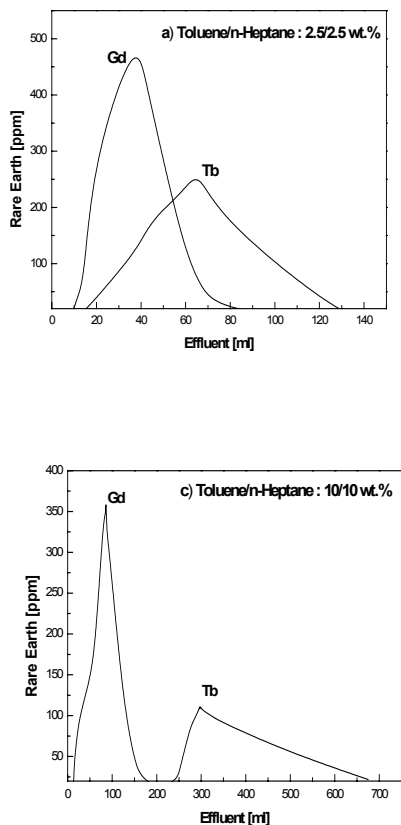 a) Toluene/n-Heptane : 2.5/2.5 wt.%
Gd
Tb
Rare Earth [ppm]
500
400
300
200
100
0 20 40 60 80 100 120 140
Effluent [ml]
c) Toluene/n-Heptane : 10/10 wt.%
Gd
Tb
Rare Earth [ppm]
400
350
300
250
200
150
100
50
0 100 200 300 400 500 600 700
Effluent [ml]